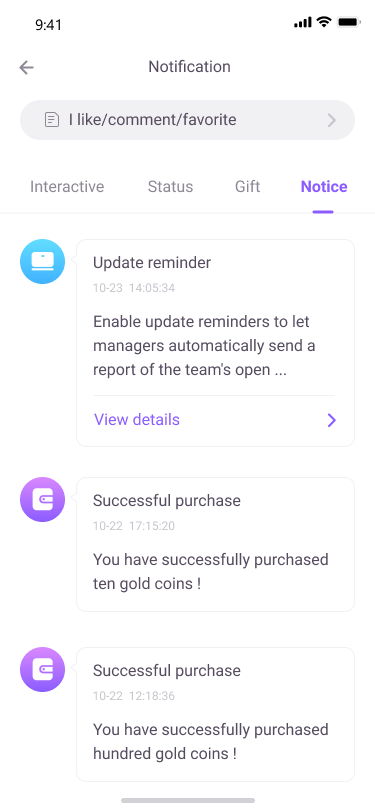 9:41
Notification
I like/comment/favorite
Interactive Status Gift Notice
Update reminder
10-23 14:05:34
Enable update reminders to let
managers automatically send a
report of the team's open ...
View details
Successful purchase
10-22 17:15:20
You have successfully purchased
ten gold coins !
Successful purchase
10-22 12:18:36
You have successfully purchased
hundred gold coins !